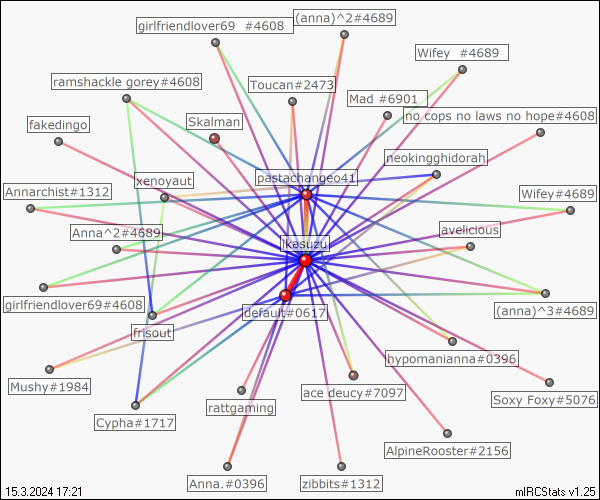 girlfriendlover69  #4608
(anna)^2#4689
Wifey  #4689
ramshackle gorey#4608
Toucan#2473
Mad #6901
no cops no laws no hope#4608
Skalman
fakedingo
neokingghidorah
pastachangeo41
xenoyaut
Annarchist#1312
Wifey#4689
Anna^2#4689
avelicious
ikasuzu
girlfriendlover69#4608
default#0617
(anna)^3#4689
frisout
hypomanianna#0396
Mushy#1984
ace deucy#7097
Soxy Foxy#5076
rattgaming
Cypha#1717
AlpineRooster#2156
Anna.#0396
zibbits#1312
15.3.2024 17:21
mIRCStats v1.25